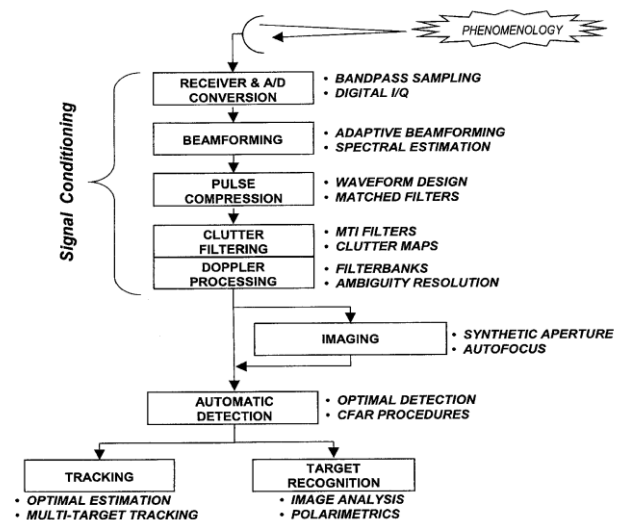 PHENOMENOLOGY
Signal Conditioning
RECEIVER & A/D
CONVERSION
• BANDPASS SAMPLING
• DIGITAL I/Q
BEAMFORMING
• ADAPTIVE BEAMFORMING
• SPECTRAL ESTIMATION
PULSE
COMPRESSION
• WAVEFORM DESIGN
• MATCHED FILTERS
CLUTTER
FILTERING
• MTI FILTERS
• CLUTTER MAPS
DOPPLER
PROCESSING
• FILTERBANKS
• AMBIGUITY RESOLUTION
IMAGING
• SYNTHETIC APERTURE
• AUTOFOCUS
AUTOMATIC
DETECTION
• OPTIMAL DETECTION
• CFAR PROCEDURES
TRACKING
• OPTIMAL ESTIMATION
• MULTI-TARGET TRACKING
TARGET
RECOGNITION
• IMAGE ANALYSIS
• POLARIMETRICS